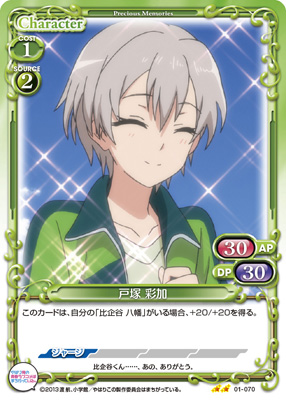 Precious Memories
Character
COST
1
SOURCE
2
30 AP
DP 30
戸塚 彩加
このカードは、自分の「比企谷 八幡」がいる場合、+20/+20を得る。
ジャージ
比企谷くん……、あの、ありがとう。
©2013 渡 航、小学館／やはりこの製作委員会はまちがっている。
01-070